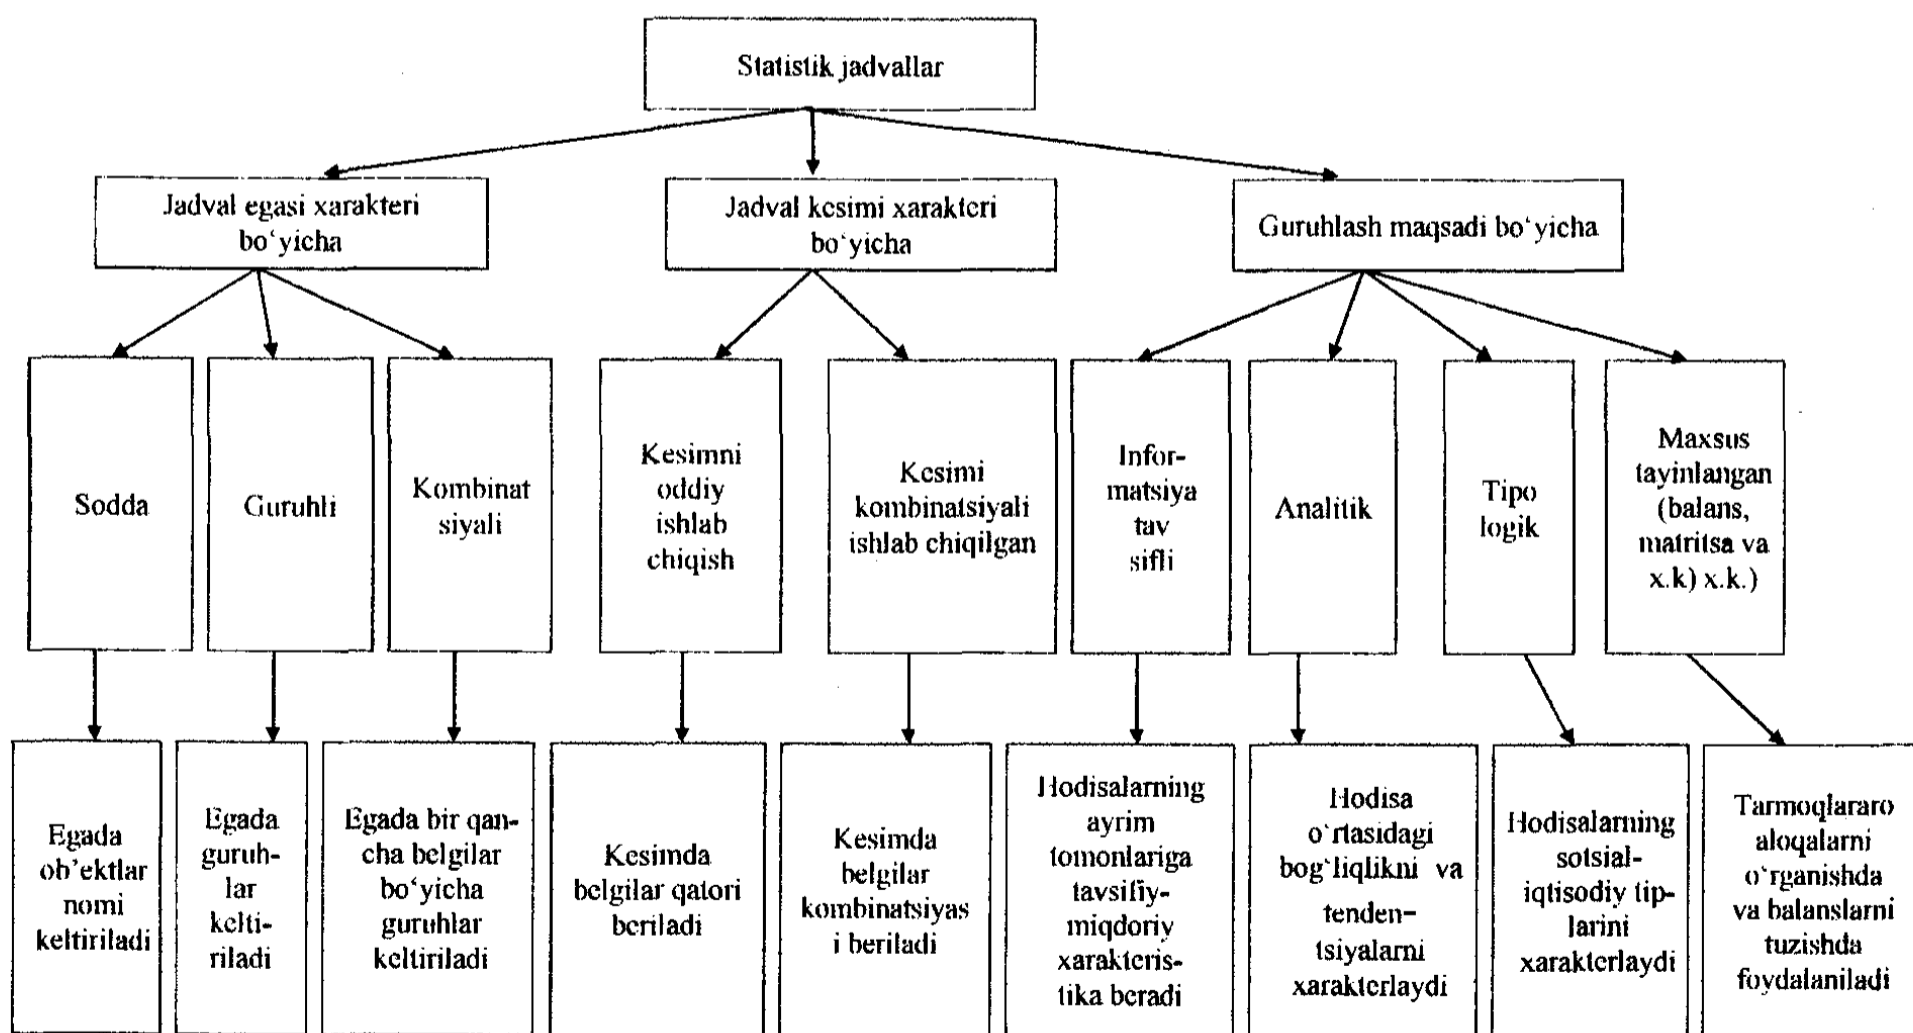 Statistik jadvallar
Jadval egasi xarakteri
bo‘yicha
Jadval kesimi xarakteri
bo‘yicha
Guruhlash maqsadi bo‘yicha
Sodda
Guruhli
Kombinat
siyali
Kesimni
oddiy
ishlab
chiqish
Kesimi
kombinatsiyali
ishlab chiqilgan
Infor-
matsiya
tav
sifli
Analitik
Tipo
logik
Maxsus
tayinlangan
(balans,
matritsa va
x.k) x.k.)
Egada
ob’ektlar
nomi
keltiriladi
Egada
guruh-
lar
kelti-
riladi
Egada bir qan-
cha belgilar
bo‘yicha
guruhlar
keltiriladi
Kesimda
belgilar qatori
beriladi
Kesimda
belgilar
kombinatsiyas
i beriladi
Hodisalarning
ayrim
tomonlariga
tavsifiy-
miqdoriy
xarakteris-
tika beradi
Hodisa
o‘rtasidagi
bog‘liqlikni va
tenden-
tsiyalarni
xarakterlaydi
Hodisalarning
sotsial-
iqtisodiy tip-
larini
xarakterlaydi
Tarmoqlararo
aloqalarni
o‘rganishda
va balanslarni
tuzishda
foydalaniladi